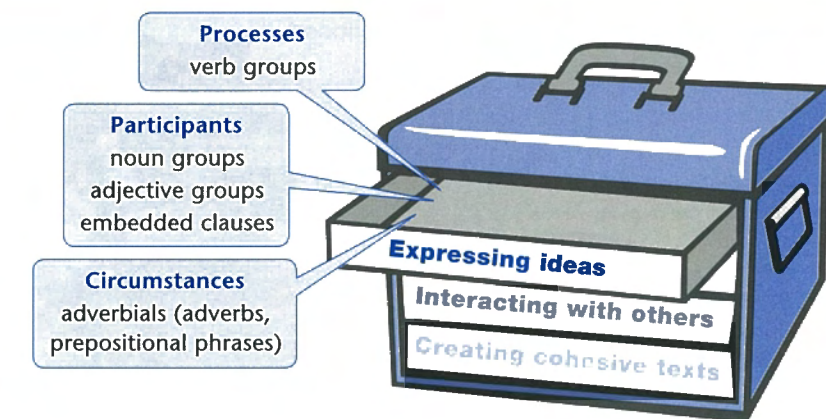 Processes
verb groups
Participants
noun groups
adjective groups
embedded clauses
Circumstances
adverbials (adverbs,
prepositional phrases)
Expressing ideas
Interacting with others
Creating cohesive texts